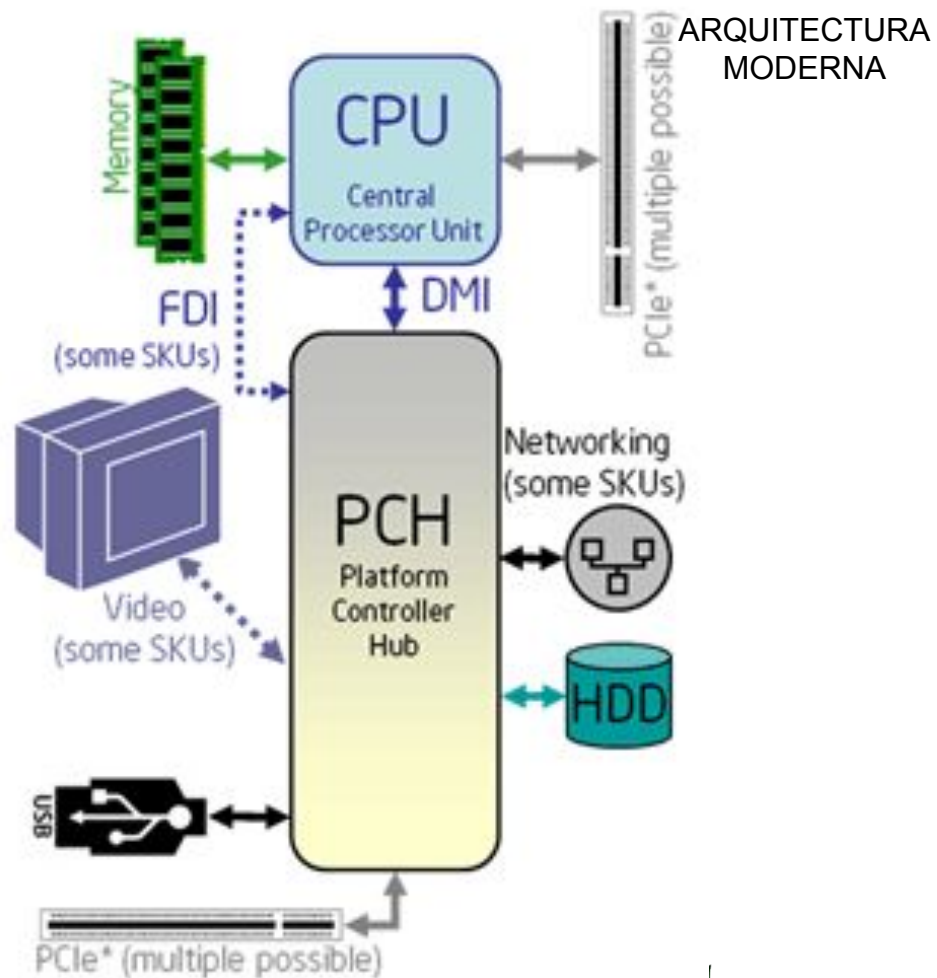 ARQUITECTURA
MODERNA
Memory
CPU
Central
Processor Unit
PCIe* (multiple possible)
FDI
(some SKUs)
DMI
Networking
(some SKUs)
PCH
Platform
Controller
Hub
Video
(some SKUs)
HDD
USB
PCIe* (multiple possible)